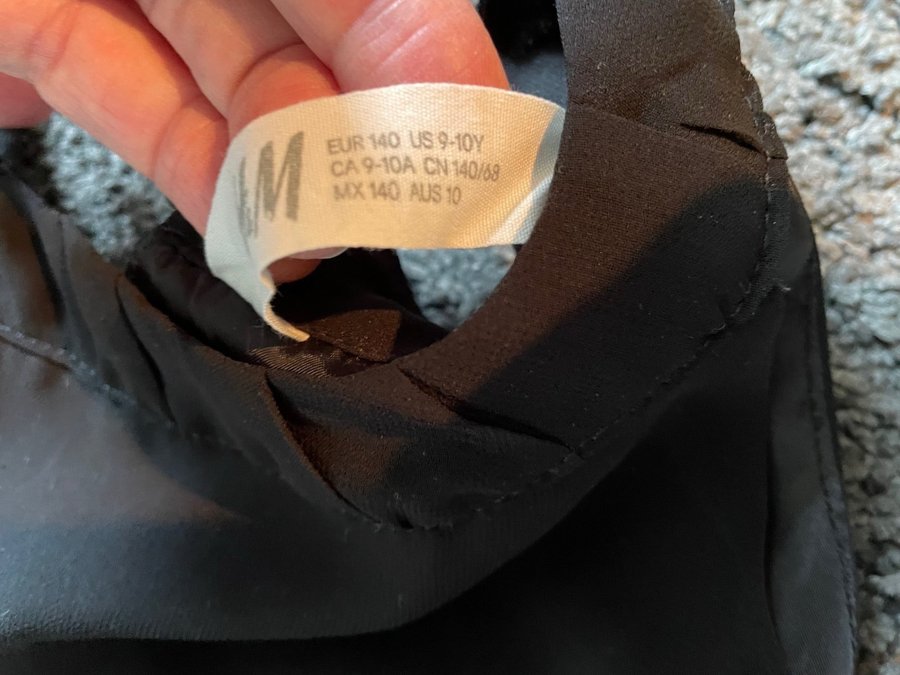 M
EUR 140 US 9-10Y
CA 9-10A CN 140/68
MX 140 AUS 10